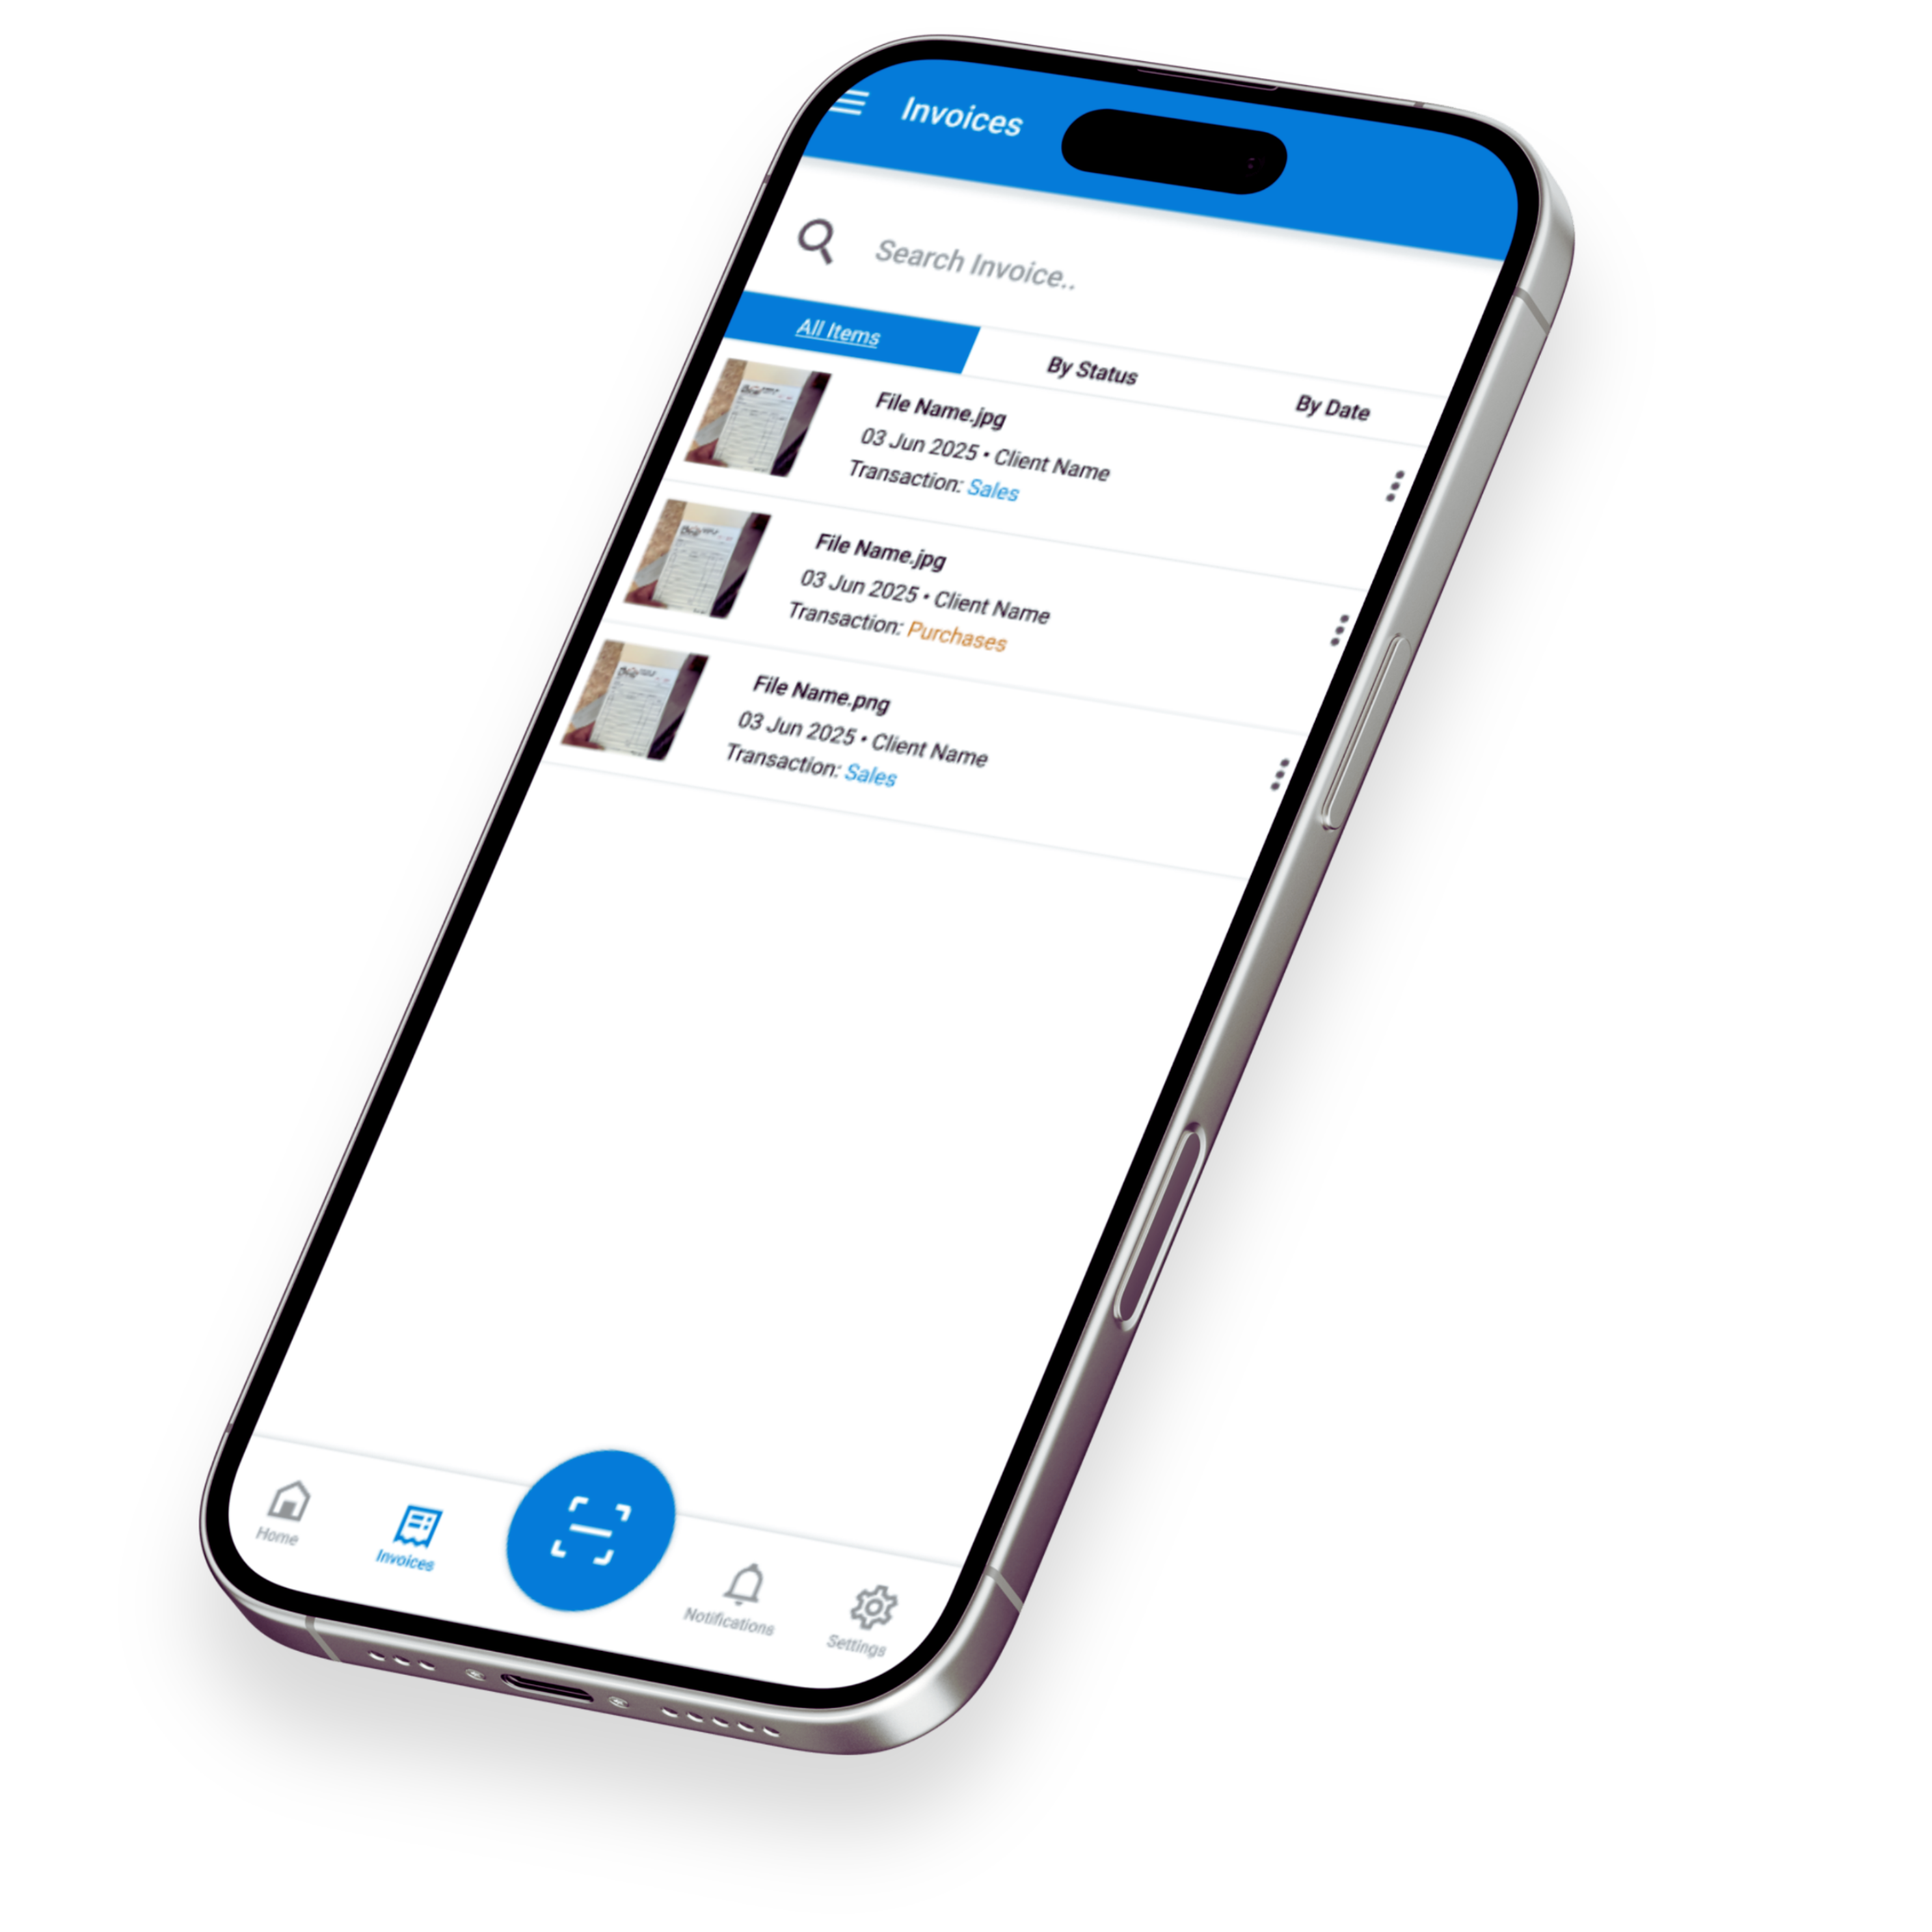 Invoices
Search Invoice..
All Items
By Status
By Date
File Name.jpg
03 Jun 2025 • Client Name
Transaction: Sales
File Name.jpg
03 Jun 2025 • Client Name
Transaction: Purchases
File Name.png
03 Jun 2025 • Client Name
Transaction: Sales
Home
Invoices
Notifications
Settings